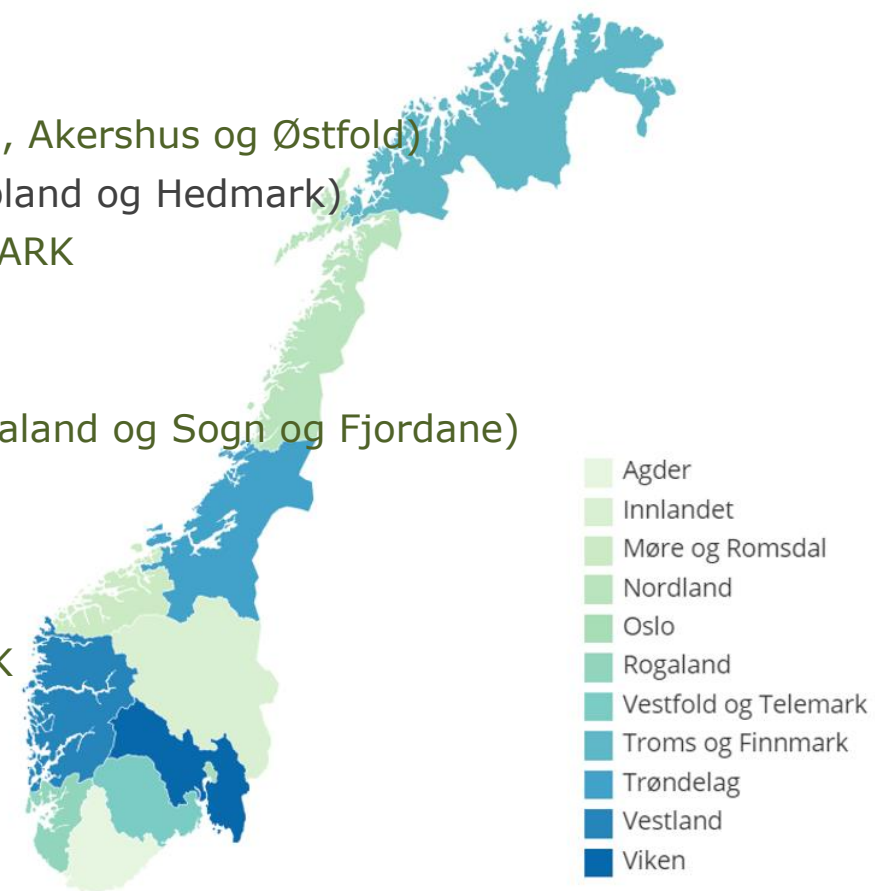 , Akershus og Østfold)
pland og Hedmark)
ARK
aland og Sogn og Fjordane)
K
Agder
Innlandet
Møre og Romsdal
Nordland
Oslo
Rogaland
Vestfold og Telemark
Troms og Finnmark
Trøndelag
Vestland
Viken